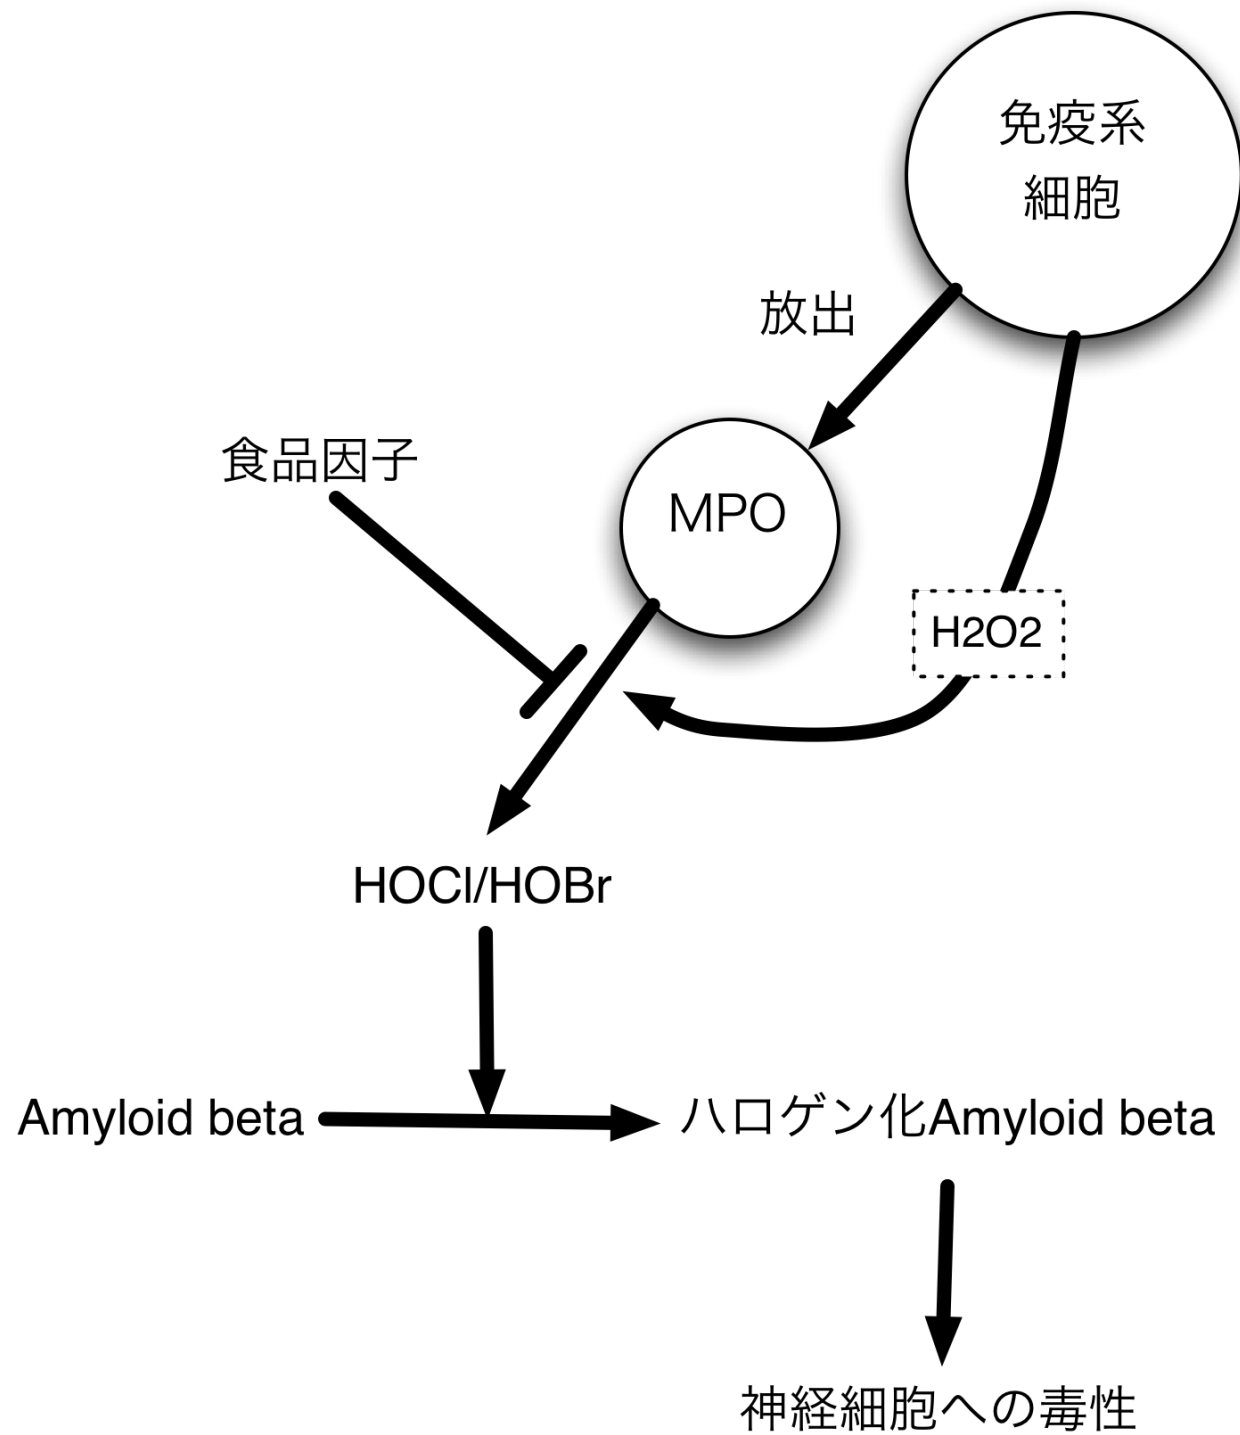 免疫系
細胞
放出
食品因子
MPO
H2O2
HOCl/HOBr
Amyloid beta
ハロゲン化Amyloid beta
神経細胞への毒性